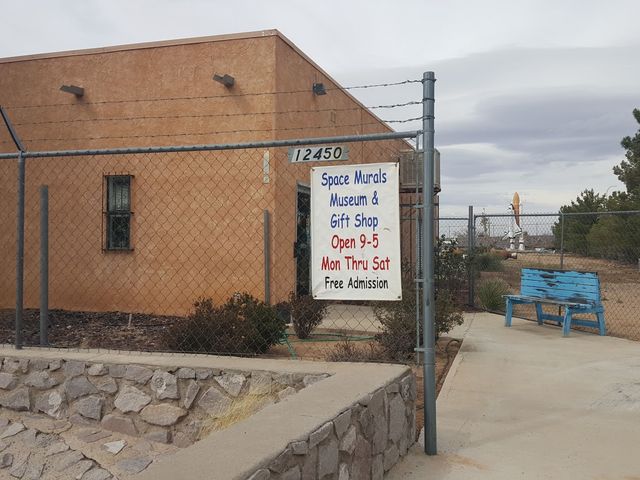 12450
Space Murals
Museum &
Gift Shop
Open 9-5
Mon Thru Sat
Free Admission